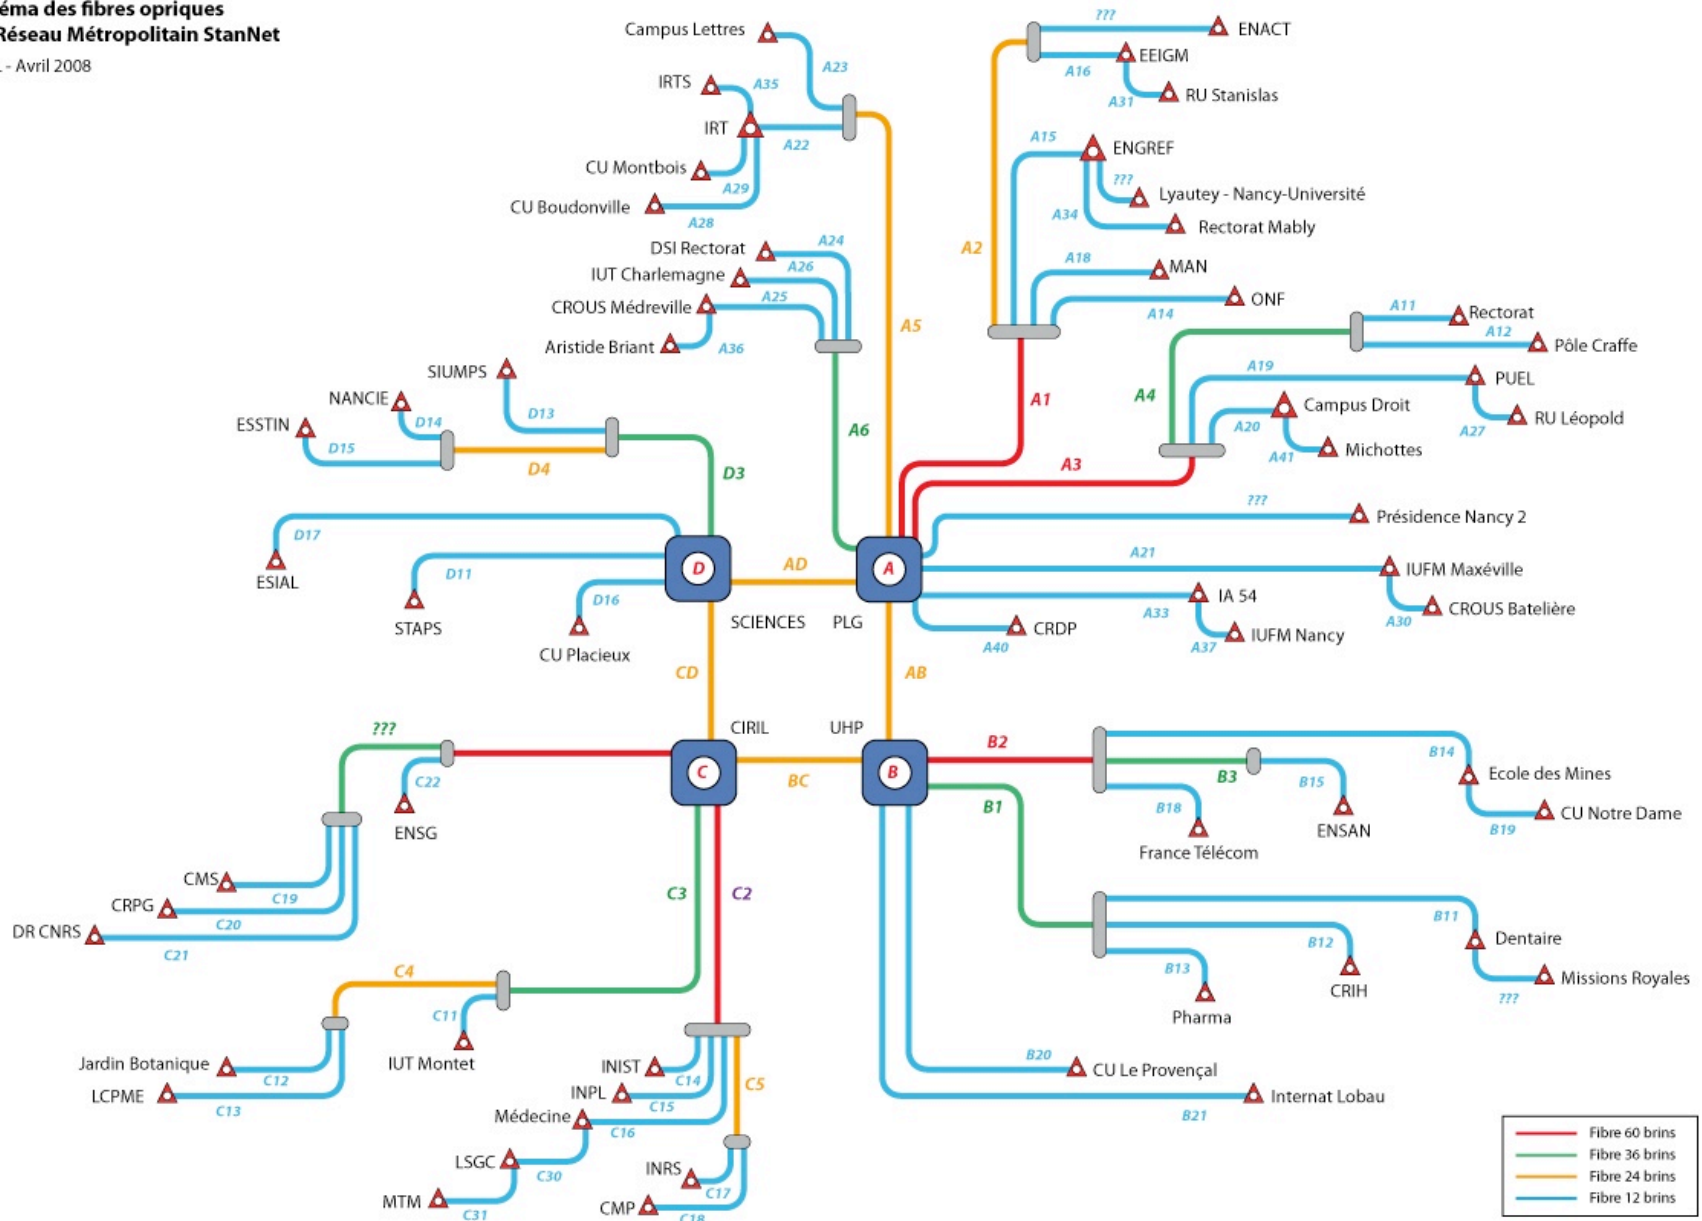 éma des fibres opriques
Réseau Métropolitain StanNet
- Avril 2008
Campus Lettres
A23
IRTS
A35
IRT
A22
CU Montbois
A29
CU Boudonville
A28
DSI Rectorat
A24
IUT Charlemagne
A26
CROUS Médreville
A25
Aristide Briant
A36
A5
A6
???
ENACT
A16
EEIGM
A31
RU Stanislas
A15
ENGREF
???
Lyautey - Nancy-Université
A34
Rectorat Mably
A2
A18
MAN
A14
ONF
A1
A11
Rectorat
A12
Pôle Craffe
A4
A19
PUEL
A27
RU Léopold
A20
Campus Droit
A41
Michottes
A3
SIUMPS
NANCIE
ESSTIN
D13
D14
D15
D4
D3
D17
ESIAL
D11
STAPS
D16
CU Placieux
D
AD
A
SCIENCES
PLG
???
Présidence Nancy 2
A21
IUFM Maxéville
A30
CROUS Batelière
A33
IA 54
A37
IUFM Nancy
A40
CRDP
CD
AB
CIRIL
UHP
C
BC
B
???
C22
ENSG
CMS
C19
CRPG
C20
DR CNRS
C21
C3
C2
C4
C11
IUT Montet
Jardin Botanique
C12
LCPME
C13
INIST
C14
INPL
C15
Médecine
C16
C5
LSGC
C30
MTM
C31
INRS
C17
CMP
C18
B2
B14
Ecole des Mines
B19
CU Notre Dame
B3
B15
ENSAN
B18
France Télécom
B1
B11
Dentaire
???
Missions Royales
B12
CRIH
B13
Pharma
B20
CU Le Provençal
B21
Internat Lobau
Fibre 60 brins
Fibre 36 brins
Fibre 24 brins
Fibre 12 brins